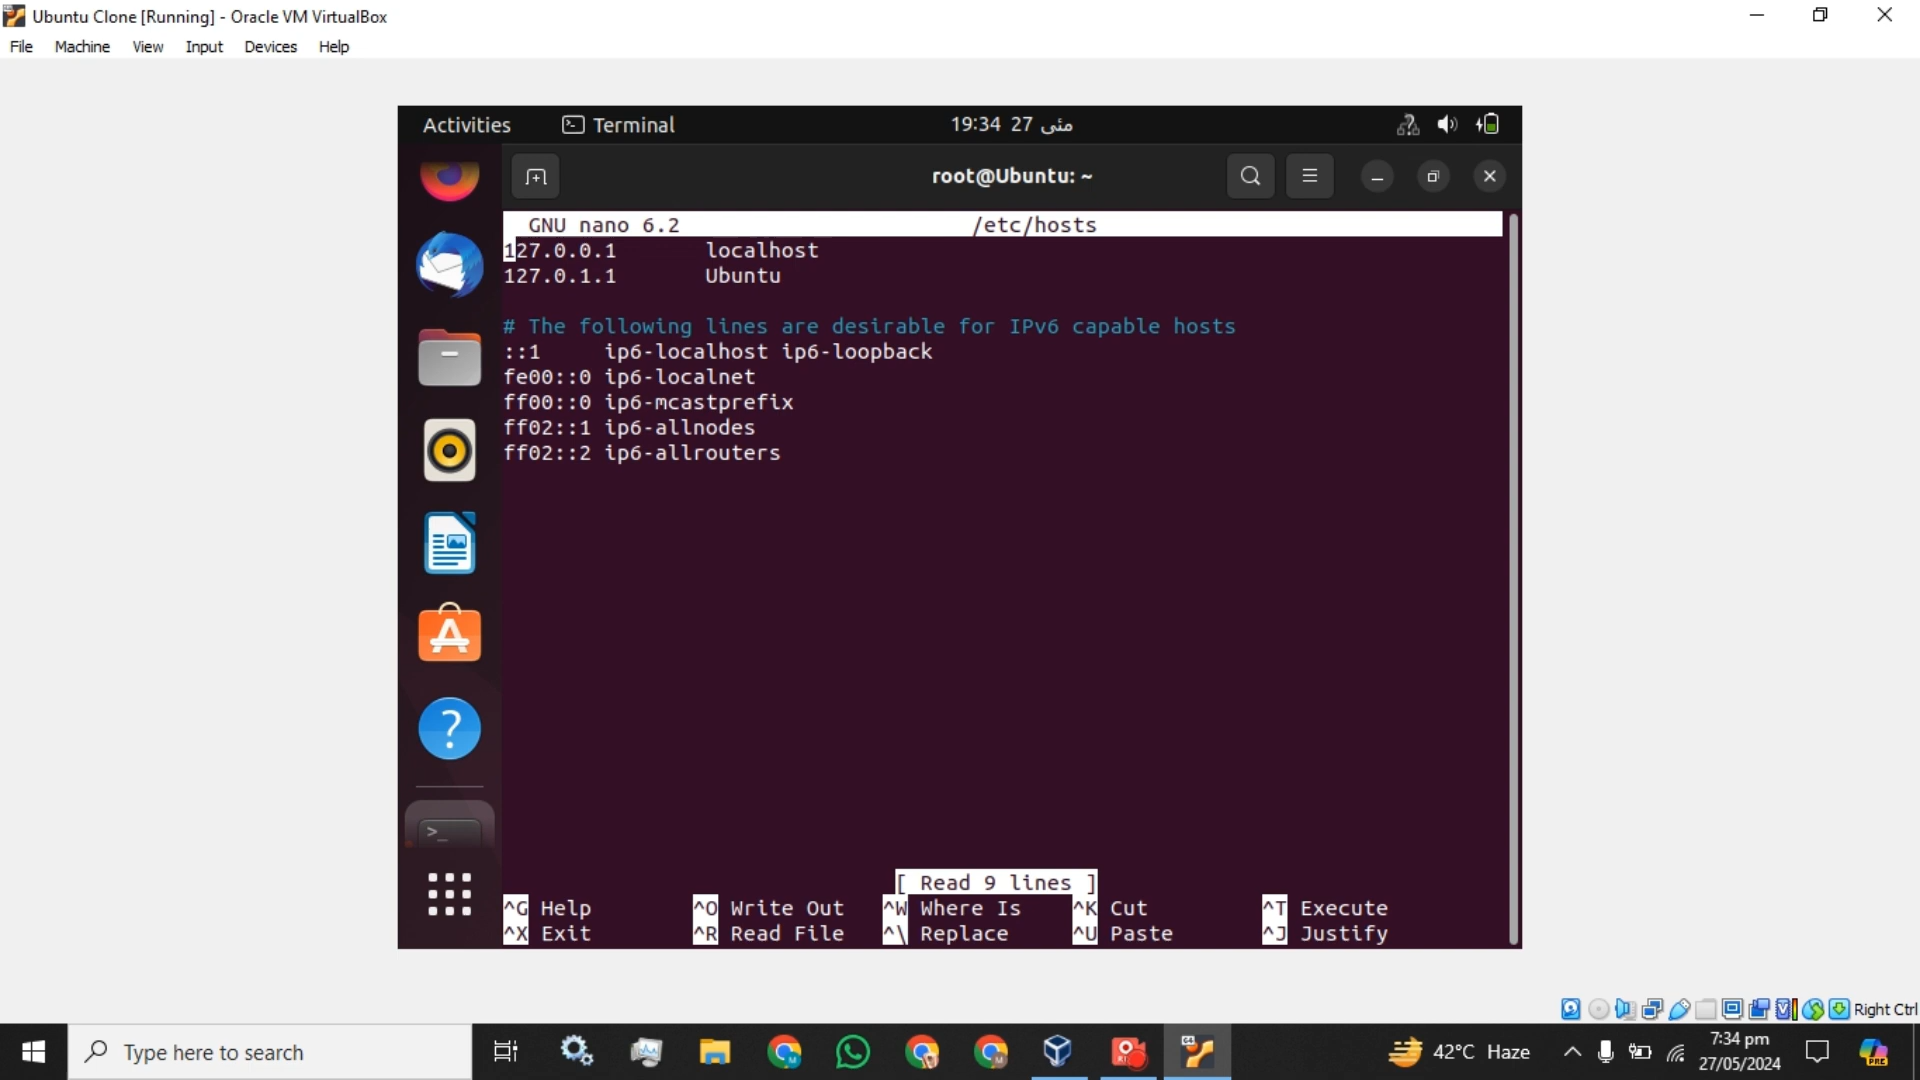 Ubuntu Clone [Running] - Oracle VM VirtualBox
File Machine View Input Devices Help
Activities Terminal 19:34 27 مئی
root@Ubuntu: ~
GNU nano 6.2 /etc/hosts
127.0.0.1 localhost
127.0.1.1 Ubuntu
# The following lines are desirable for IPv6 capable hosts
::1 ip6-localhost ip6-loopback
fe00::0 ip6-localnet
ff00::0 ip6-mcastprefix
ff02::1 ip6-allnodes
ff02::2 ip6-allrouters
[ Read 9 lines ]
^G Help ^O Write Out ^W Where Is ^K Cut ^T Execute
^X Exit ^R Read File ^\ Replace ^U Paste ^J Justify
Right Ctrl
Type here to search
42°C Haze
7:34 pm
27/05/2024